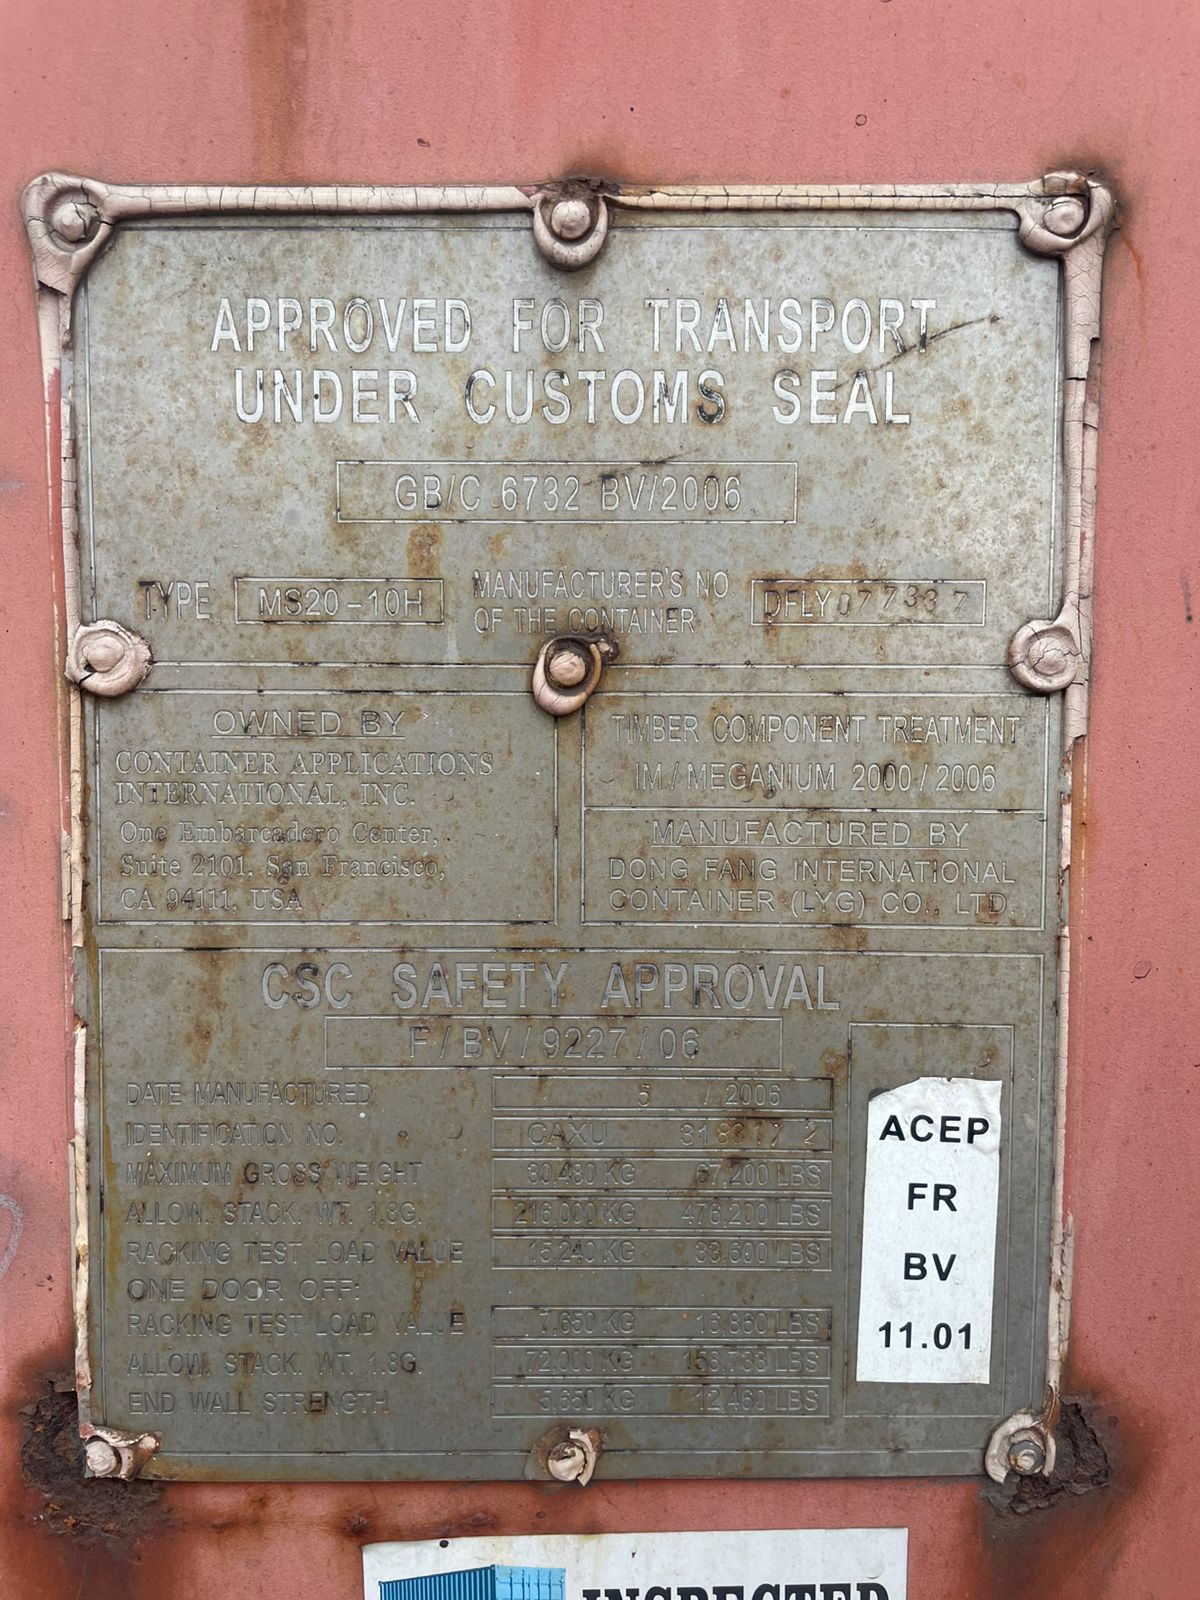 APPROVED FOR TRANSPORT
UNDER CUSTOMS SEAL
GB/C 6732 BV/2006
TYPE MS20-10H
MANUFACTURER'S NO.
OF THE CONTAINER
DFLY077337
OWNED BY
CONTAINER APPLICATIONS
INTERNATIONAL, INC.
One Embarcadero Center,
Suite 2101, San Francisco,
CA 94111, USA
TIMBER COMPONENT TREATMENT
IM/MEGANIUM 2000/2006
MANUFACTURED BY
DONG FANG INTERNATIONAL
CONTAINER (LYG) CO., LTD.
CSC SAFETY APPROVAL
F/BV/9227/06
DATE MANUFACTURED 5 / 2006
IDENTIFICATION NO. CAXU
MAXIMUM GROSS WEIGHT 30,480 KG 67,200 LBS
ALLOW. STACK. WT. 1.8G. 216,000 KG 476,200 LBS
RACKING TEST LOAD VALUE 15,240 KG 33,600 LBS
ONE DOOR OFF:
RACKING TEST LOAD VALUE 7,650 KG 16,860 LBS
ALLOW. STACK. WT. 1.8G. 72,000 KG
END WALL STRENGTH 5,650 KG 12,460 LBS
ACEP
FR
BV
11.01
INSPECTED